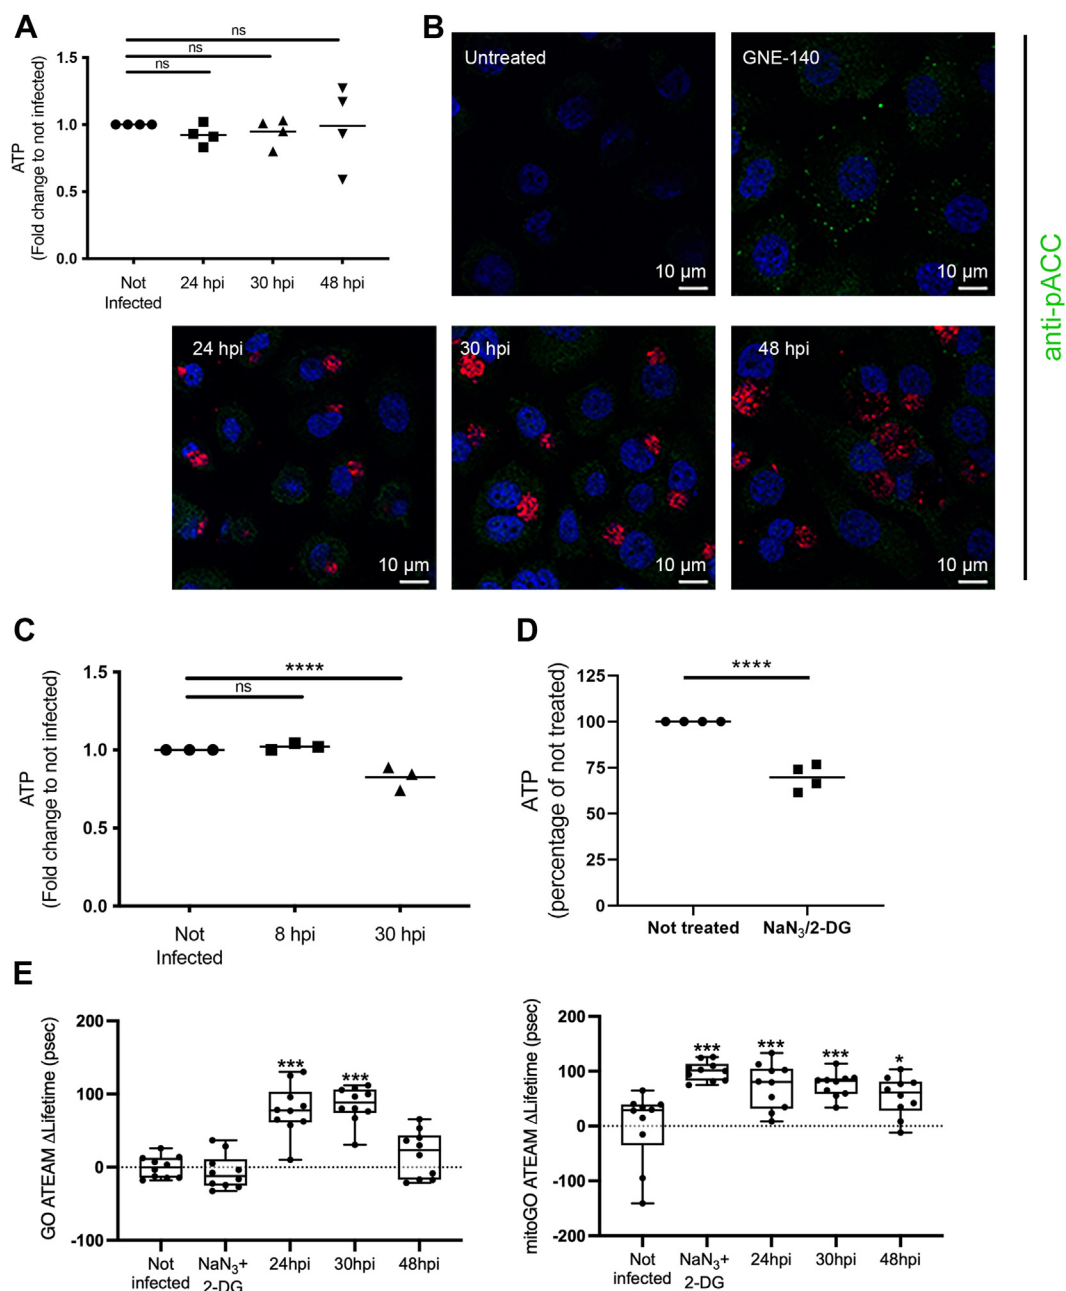 A
ns
ns
ns
1.5
1.0
0.5
0.0
ATP
(Fold change to not infected)
Not
Infected
24 hpi
30 hpi
48 hpi
B
Untreated
10 µm
GNE-140
10 µm
24 hpi
10 µm
30 hpi
10 µm
48 hpi
10 µm
anti-pACC
C
****
ns
1.5
1.0
0.5
0.0
ATP
(Fold change to not infected)
Not
Infected
8 hpi
30 hpi
D
****
125
100
75
50
25
0
ATP
(percentage of not treated)
Not treated
NaN₃/2-DG
E
200
100
0
-100
GO ATEAM ΔLifetime (psec)
***
***
Not
infected
NaN₃+
2-DG
24hpi
30hpi
48hpi
200
100
0
-100
-200
mitoGO ATEAM ΔLifetime (psec)
***
***
***
*
Not
infected
NaN₃+
2-DG
24hpi
30hpi
48hpi